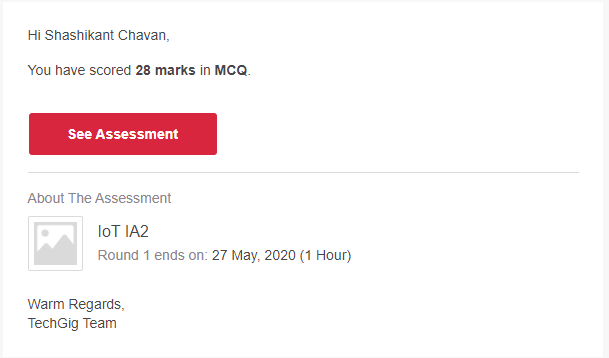 Hi Shashikant Chavan,
You have scored 28 marks in MCQ.
See Assessment
About The Assessment
IoT IA2
Round 1 ends on: 27 May, 2020 (1 Hour)
Warm Regards,
TechGig Team